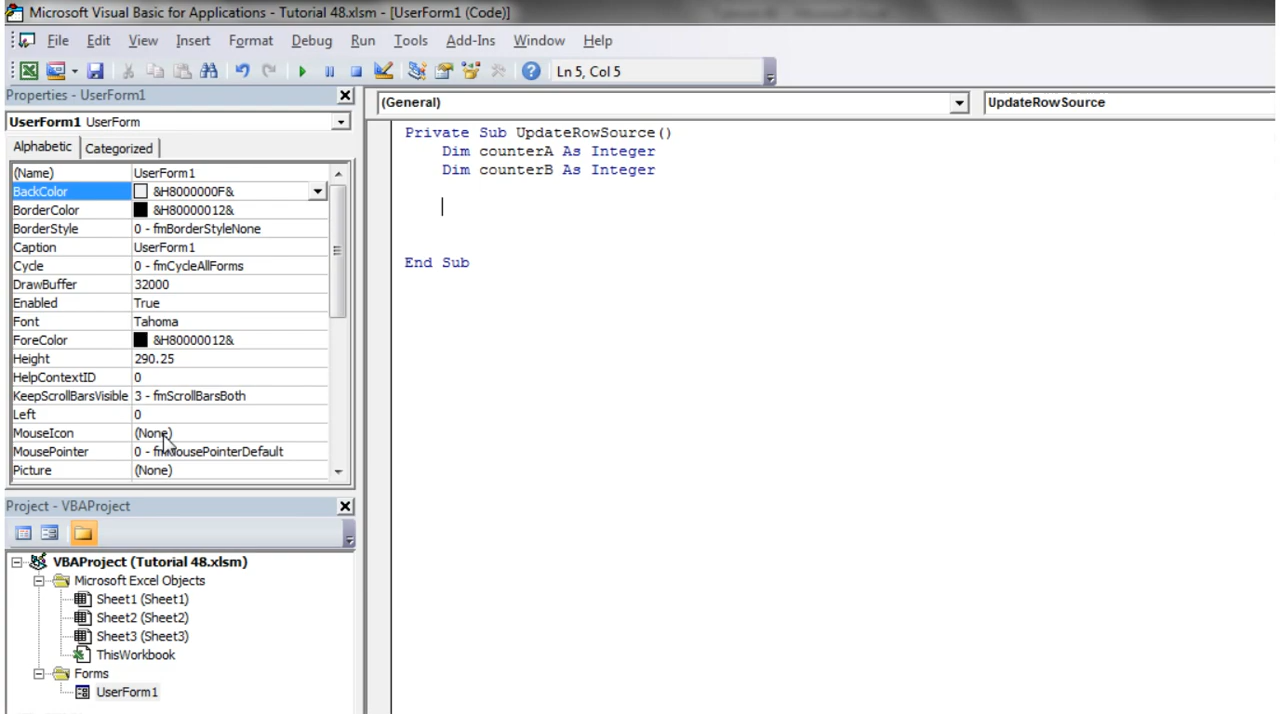 Microsoft Visual Basic for Applications - Tutorial 48.xlsm - [UserForm1 (Code)]
File Edit View Insert Format Debug Run Tools Add-Ins Window Help
Ln 5, Col 5
Properties - UserForm1
UserForm1 UserForm
Alphabetic Categorized
(Name) UserForm1
BackColor &H8000000F&
BorderColor &H80000012&
BorderStyle 0 - fmBorderStyleNone
Caption UserForm1
Cycle 0 - fmCycleAllForms
DrawBuffer 32000
Enabled True
Font Tahoma
ForeColor &H80000012&
Height 290.25
HelpContextID 0
KeepScrollBarsVisible 3 - fmScrollBarsBoth
Left 0
MouseIcon (None)
MousePointer 0 - fmMousePointerDefault
Picture (None)
Project - VBAProject
VBAProject (Tutorial 48.xlsm)
Microsoft Excel Objects
Sheet1 (Sheet1)
Sheet2 (Sheet2)
Sheet3 (Sheet3)
ThisWorkbook
Forms
UserForm1
(General) UpdateRowSource
Private Sub UpdateRowSource()
Dim counterA As Integer
Dim counterB As Integer
End Sub